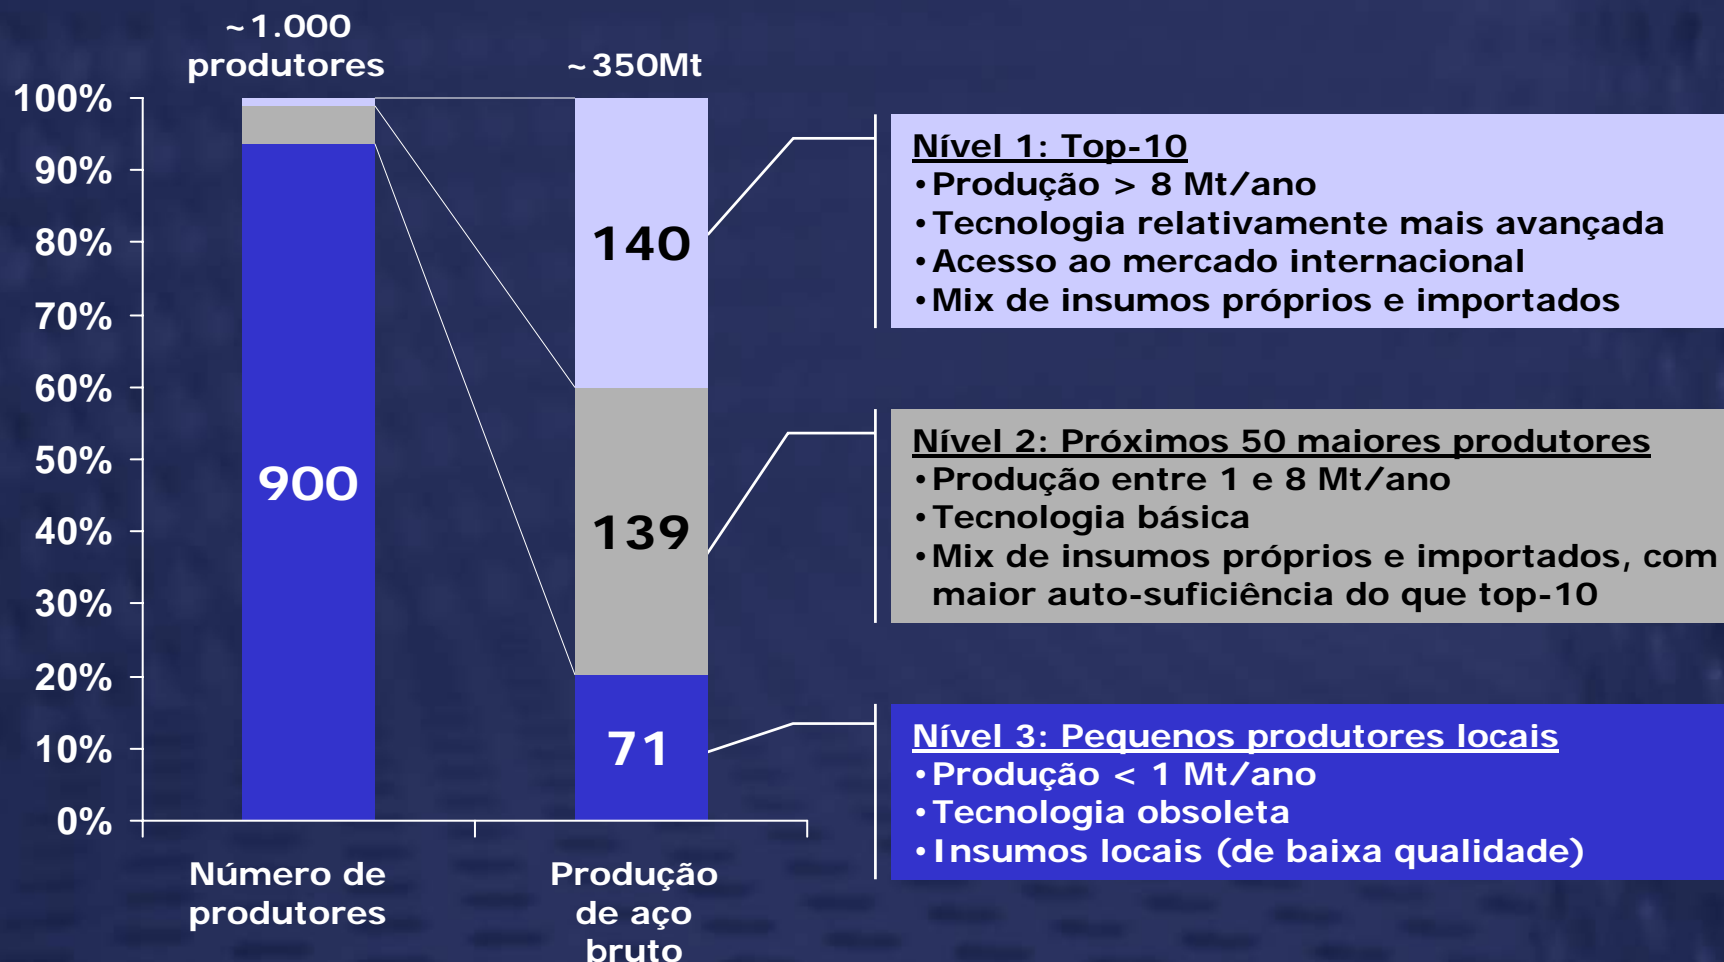 ~1.000
produtores
~350Mt
100%
90%
80%
70%
60%
50%
40%
30%
20%
10%
0%
900
140
139
71
Número de
produtores
Produção
de aço
bruto
Nível 1: Top-10
•Produção > 8 Mt/ano
•Tecnologia relativamente mais avançada
•Acesso ao mercado internacional
•Mix de insumos próprios e importados
Nível 2: Próximos 50 maiores produtores
•Produção entre 1 e 8 Mt/ano
•Tecnologia básica
•Mix de insumos próprios e importados, com
maior auto-suficiência do que top-10
Nível 3: Pequenos produtores locais
•Produção < 1 Mt/ano
•Tecnologia obsoleta
•Insumos locais (de baixa qualidade)